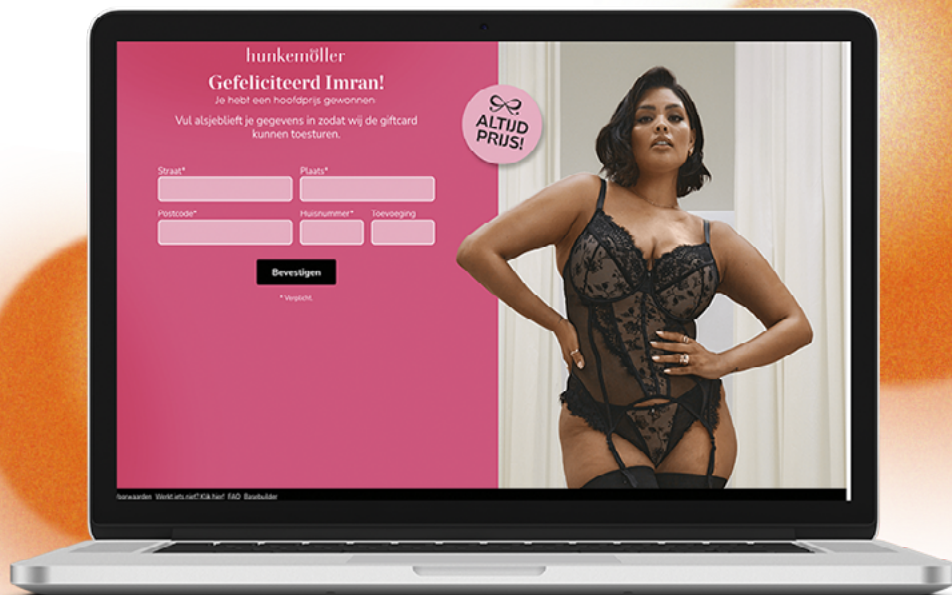 hunkemöller
Gefeliciteerd Imran!
Je hebt een hoofdprijs gewonnen
Vul alsjeblieft je gegevens in zodat wij de giftcard
kunnen toesturen.
ALTIJD
PRIJS!
Straat*
Plaats*
Postcode*
Huisnummer*
Toevoeging
Bevestigen
* Verplicht.
Werkt iets niet? Klik hier! FAQ Basebuilder